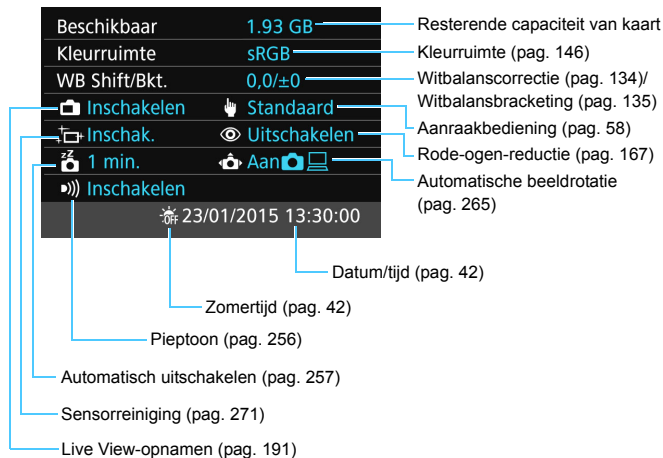 Beschikbaar 1.93 GB
Kleurruimte sRGB
WB Shift/Bkt. 0,0/±0
Inschakelen Standaard
Inschak. Uitschakelen
zz 1 min. Aan
Inschakelen
OFF 23/01/2015 13:30:00
Resterende capaciteit van kaart
Kleurruimte (pag. 146)
Witbalanscorrectie (pag. 134)/
Witbalansbracketing (pag. 135)
Aanraakbediening (pag. 58)
Rode-ogen-reductie (pag. 167)
Automatische beeldrotatie
(pag. 265)
Datum/tijd (pag. 42)
Zomertijd (pag. 42)
Pieptoon (pag. 256)
Automatisch uitschakelen (pag. 257)
Sensorreiniging (pag. 271)
Live View-opnamen (pag. 191)